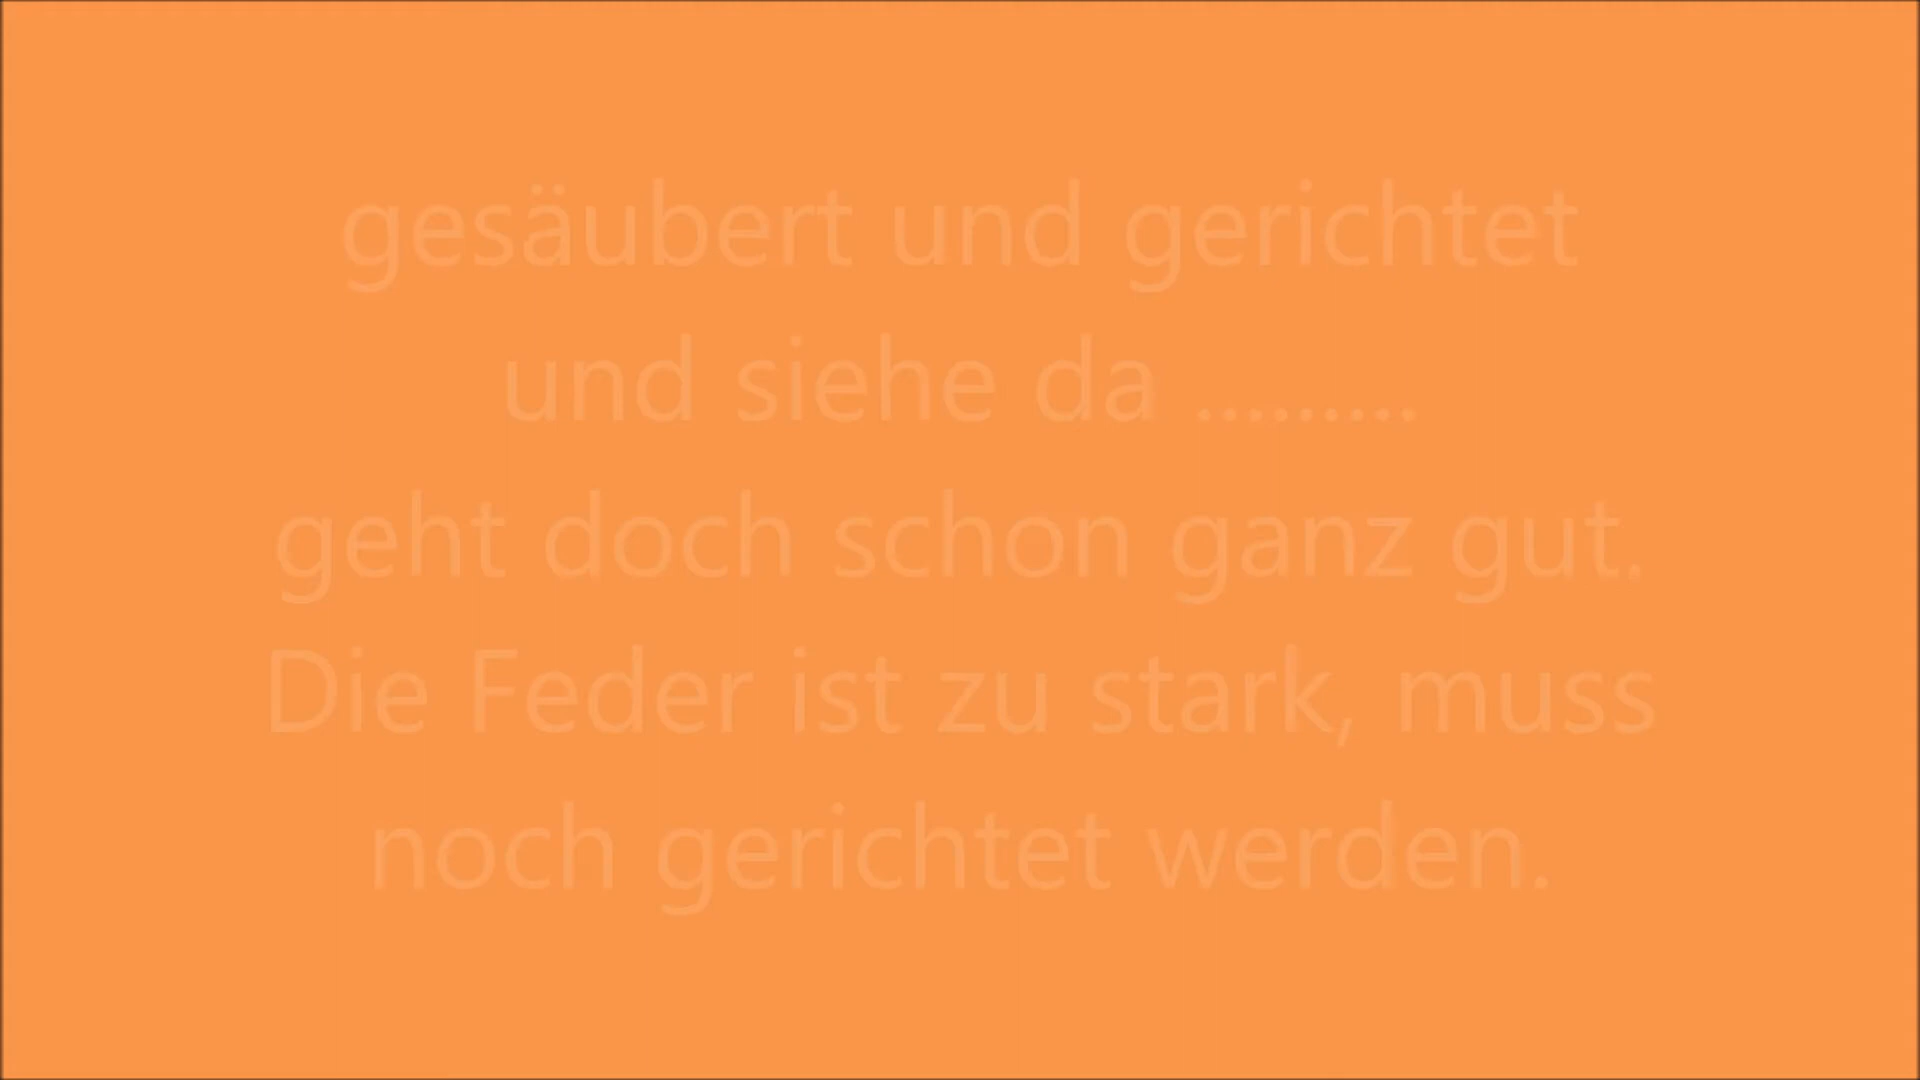 gesäubert und gerichtet
und siehe da .........
geht doch schon ganz gut.
Die Feder ist zu stark, muss
noch gerichtet werden.